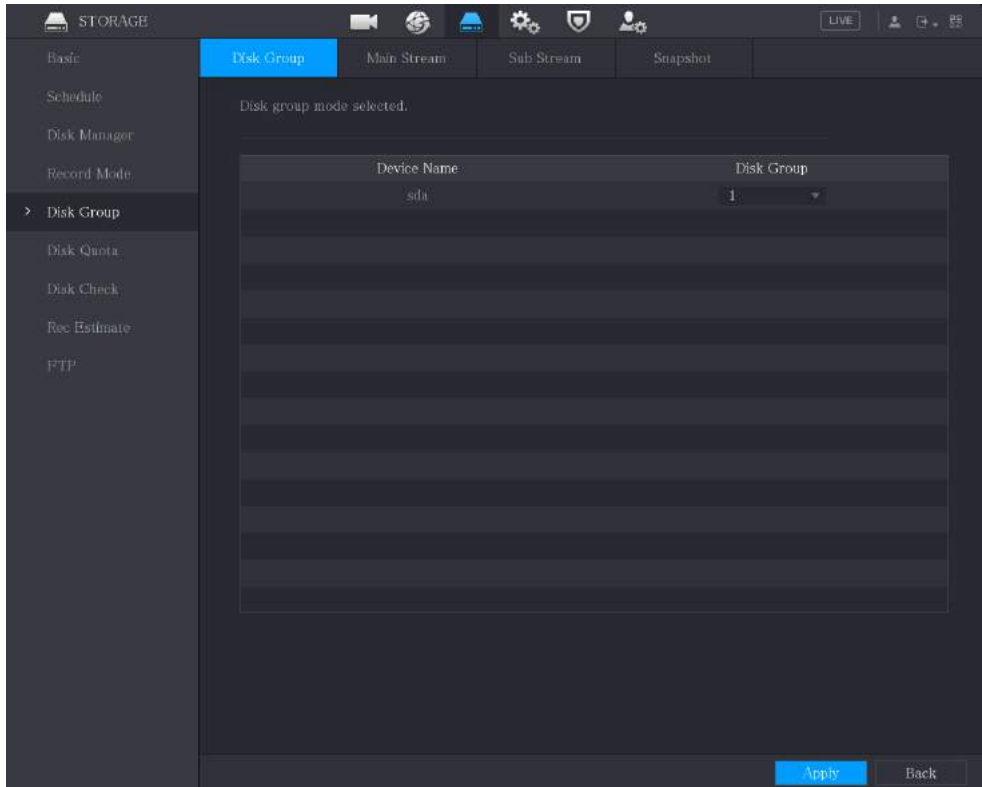 STORAGE
LIVE
Basic
Schedule
Disk Manager
Record Mode
> Disk Group
Disk Quota
Disk Check
Rec Estimate
FTP
Disk Group Main Stream Sub Stream Snapshot
Disk group mode selected.
Device Name Disk Group
sda 1
Apply Back